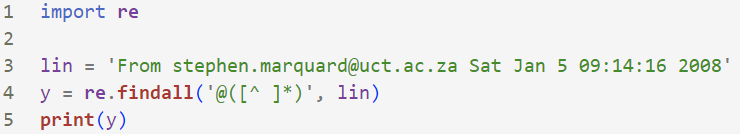 1 import re
2
3 lin = 'From stephen.marquard@uct.ac.za Sat Jan 5 09:14:16 2008'
4 y = re.findall('@([^ ]*)', lin)
5 print(y)